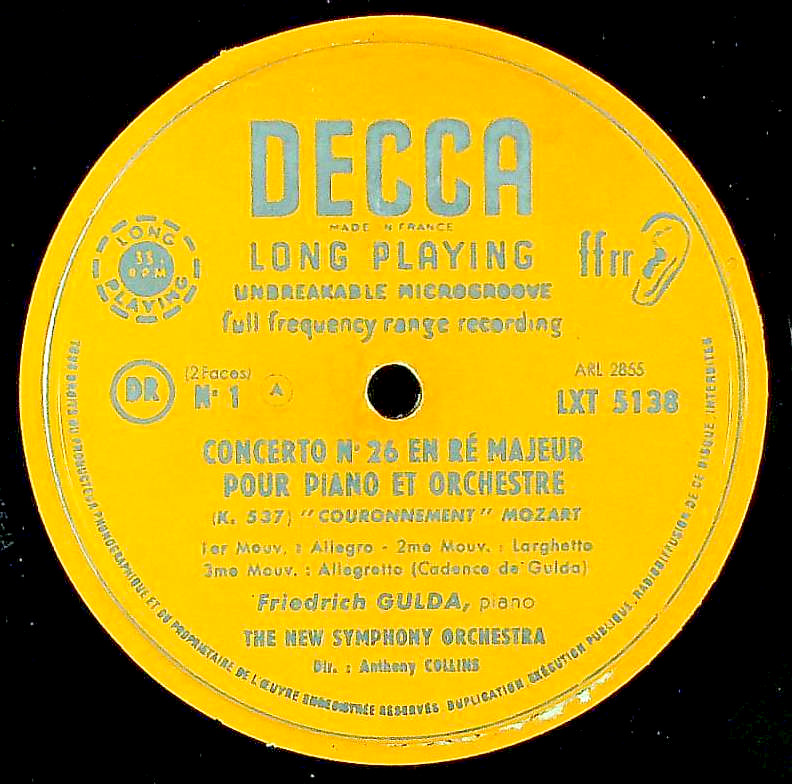 DECCA
MADE IN FRANCE
LONG PLAYING
UNBREAKABLE MICROGROOVE
full frequency range recording
LONG
33⅓
R.P.M
PLAYING
ffrr
DR
(2 Faces)
N° 1
A
ARL 2855
LXT 5138
CONCERTO N° 26 EN RÉ MAJEUR
POUR PIANO ET ORCHESTRE
(K. 537) "COURONNEMENT" MOZART
1er Mouv. : Allegro - 2me Mouv. : Larghetto
3me Mouv. : Allegretto (Cadence de Gulda)
Friedrich GULDA, piano
THE NEW SYMPHONY ORCHESTRA
Dir. : Anthony COLLINS
TOUS DROITS DU PRODUCTEUR PHONOGRAPHIQUE ET DU PROPRIETAIRE DE L'ŒUVRE ENREGISTRÉE RÉSERVÉS DUPLICATION EXÉCUTION PUBLIQUE, RADIODIFFUSION DE CE DISQUE INTERDITES